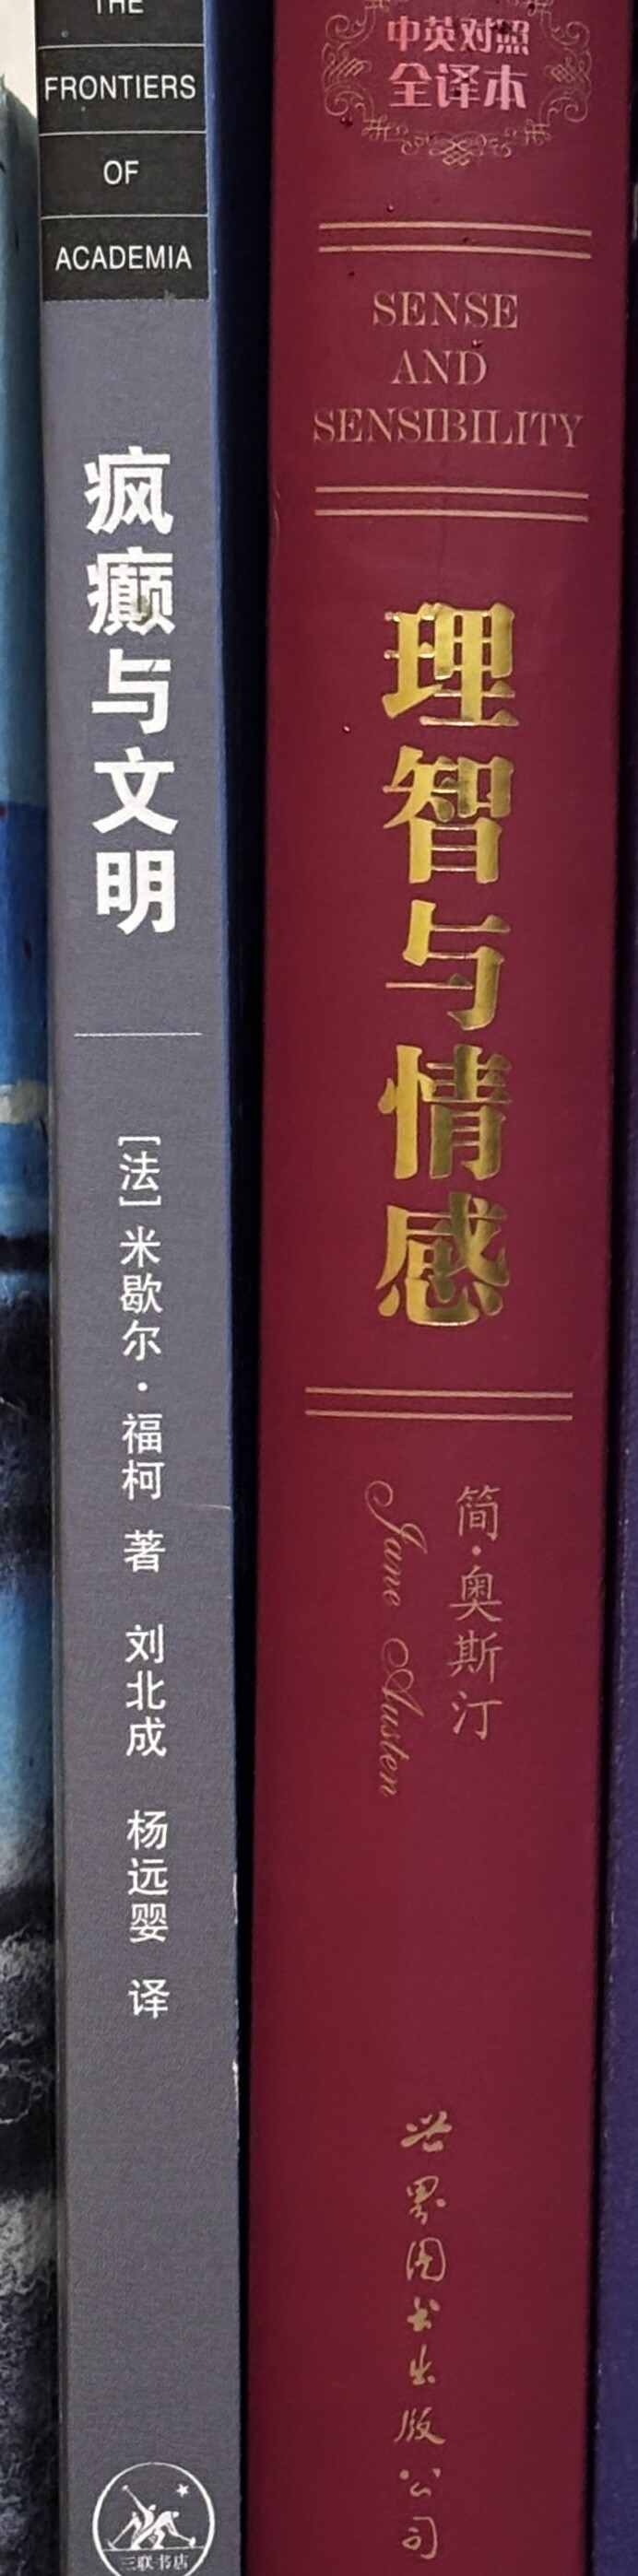 THE
FRONTIERS
OF
ACADEMIA
疯癫与文明
[法] 米歇尔·福柯 著 刘北成 杨远婴 译
三联书店
中英对照
全译本
SENSE
AND
SENSIBILITY
理智与情感
简·奥斯汀
Jane Austen
世界图书出版公司